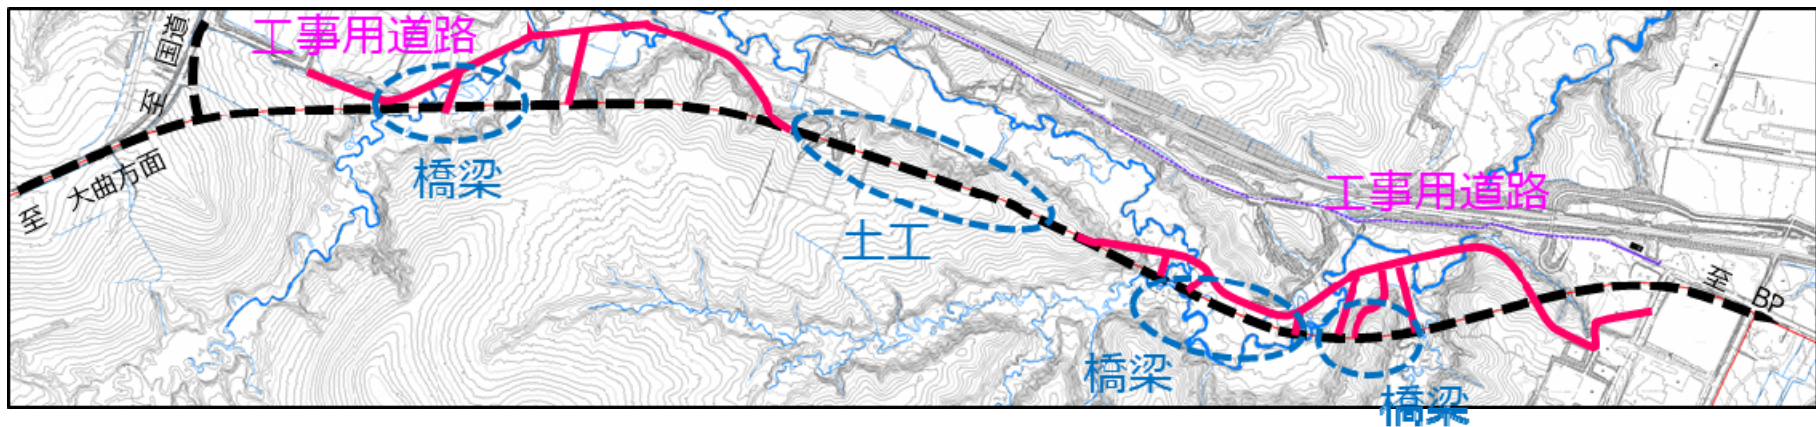 工事用道路
至 国道
至 大曲方面
橋梁
土工
工事用道路
至 BP
橋梁
橋梁